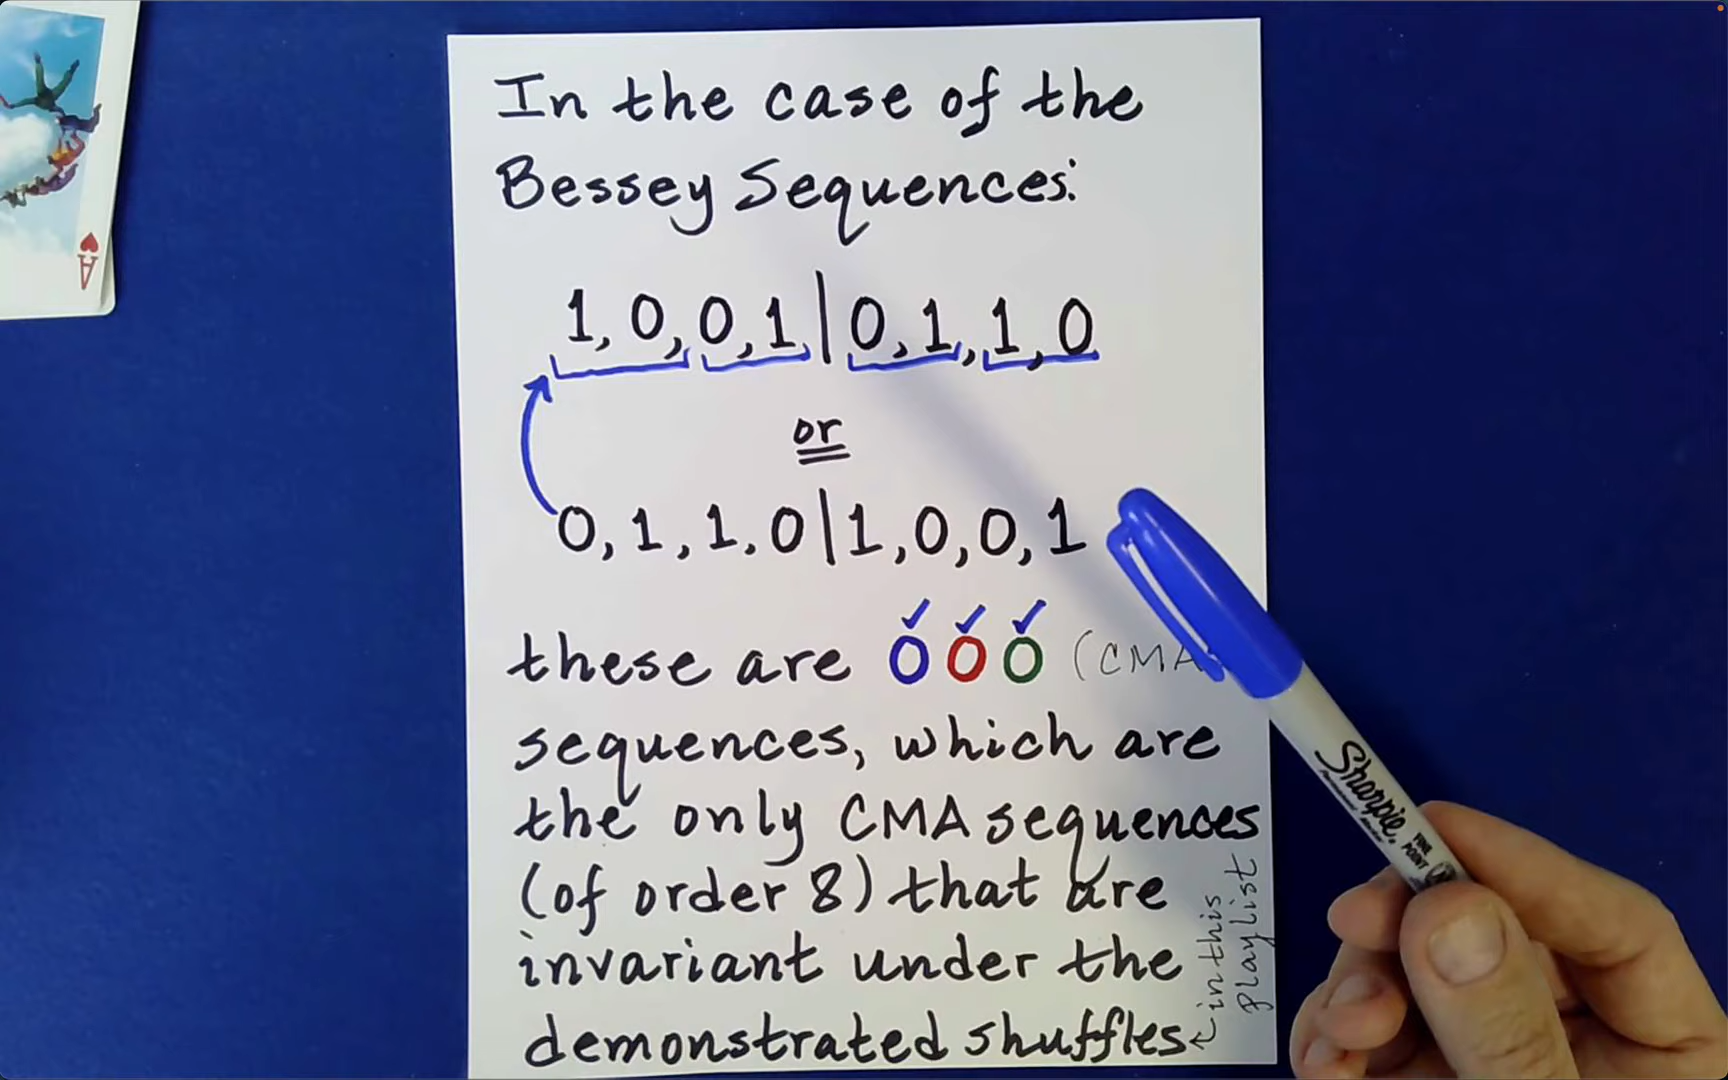 In the case of the
Bessey Sequences:
1, 0, 0, 1 | 0, 1, 1, 0
or
0, 1, 1, 0 | 1, 0, 0, 1
these are O O O (CMA
sequences, which are
the only CMA sequences
(of order 8) that are
invariant under the
demonstrated shuffles
in this
playlist
Sharpie
FINE
POINT
A